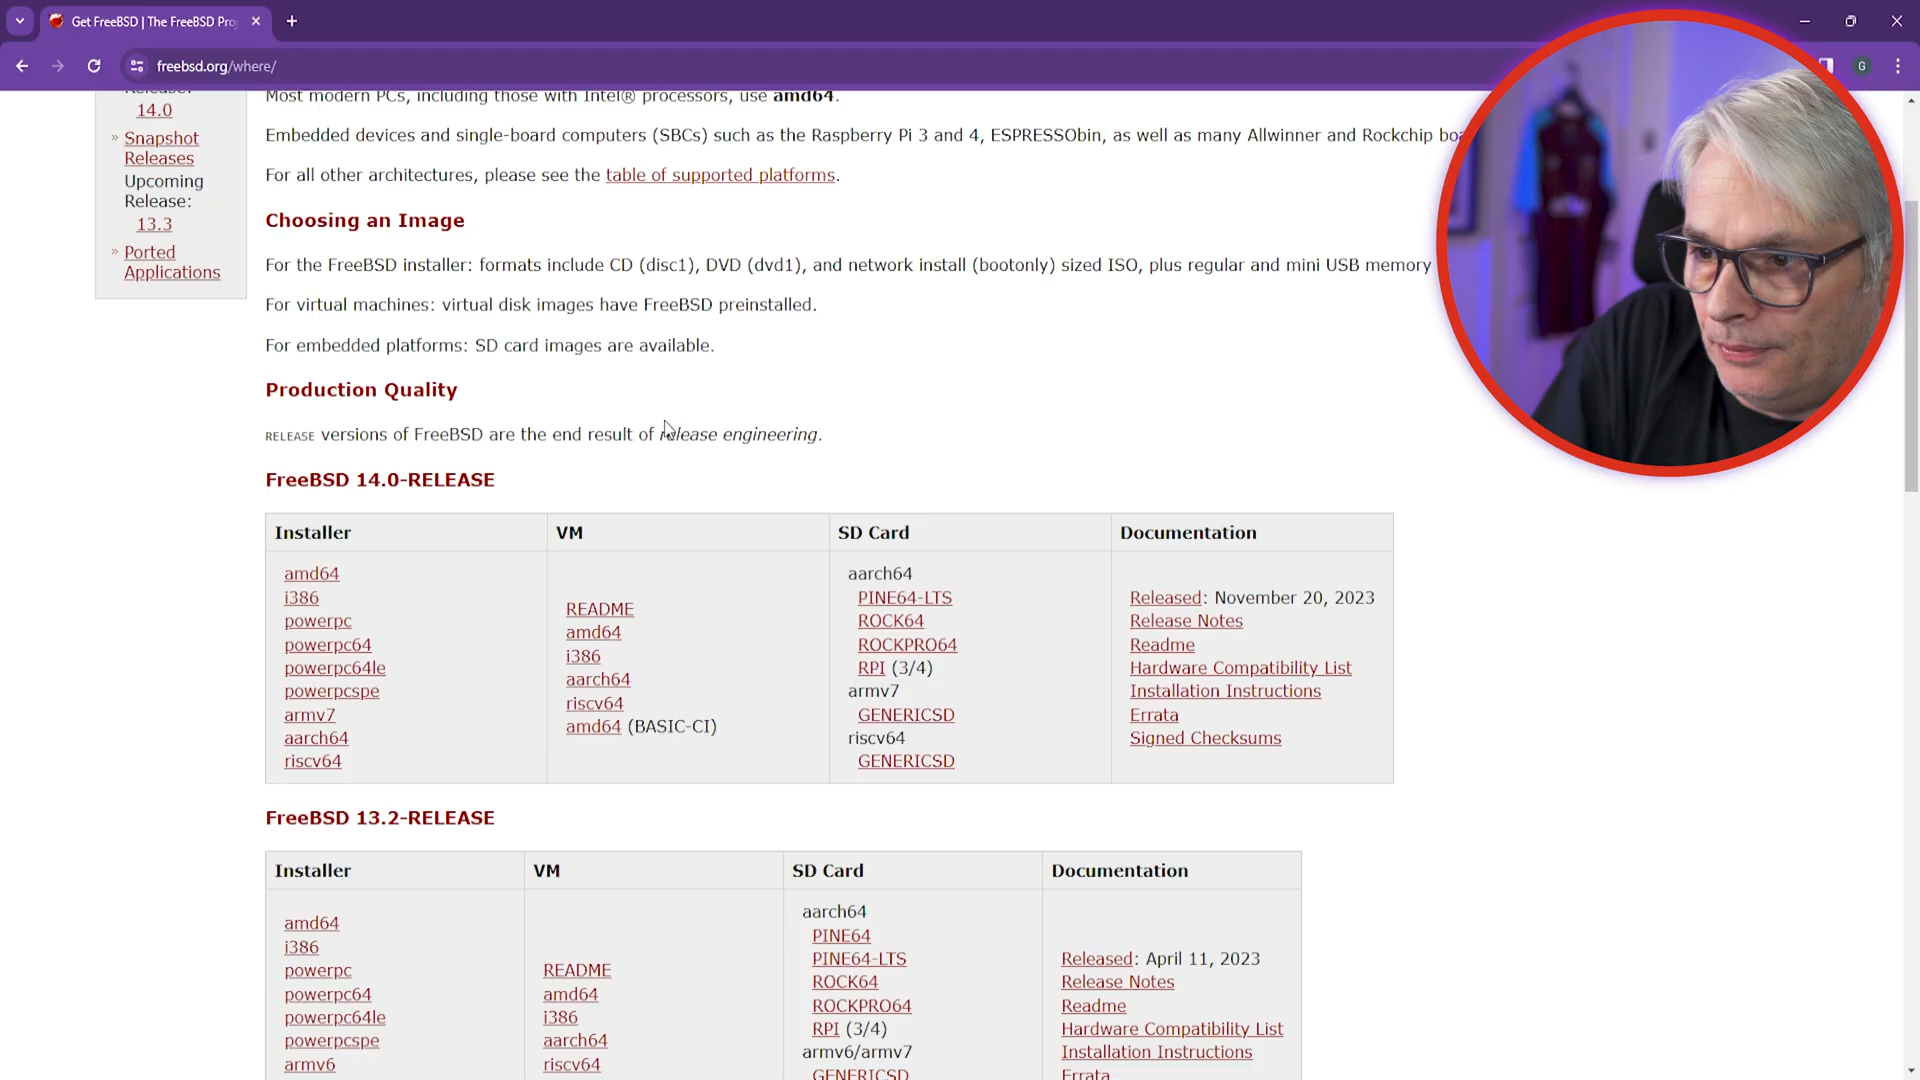 Get FreeBSD | The FreeBSD Pro
freebsd.org/where/
G
Release:
14.0
» Snapshot
Releases
Upcoming
Release:
13.3
» Ported
Applications
Most modern PCs, including those with Intel® processors, use amd64.
Embedded devices and single-board computers (SBCs) such as the Raspberry Pi 3 and 4, ESPRESSObin, as well as many Allwinner and Rockchip boa
For all other architectures, please see the table of supported platforms.
Choosing an Image
For the FreeBSD installer: formats include CD (disc1), DVD (dvd1), and network install (bootonly) sized ISO, plus regular and mini USB memory
For virtual machines: virtual disk images have FreeBSD preinstalled.
For embedded platforms: SD card images are available.
Production Quality
RELEASE versions of FreeBSD are the end result of release engineering.
FreeBSD 14.0-RELEASE
Installer
amd64
i386
powerpc
powerpc64
powerpc64le
powerpcspe
armv7
aarch64
riscv64
VM
README
amd64
i386
aarch64
riscv64
amd64 (BASIC-CI)
SD Card
aarch64
PINE64-LTS
ROCK64
ROCKPRO64
RPI (3/4)
armv7
GENERICSD
riscv64
GENERICSD
Documentation
Released: November 20, 2023
Release Notes
Readme
Hardware Compatibility List
Installation Instructions
Errata
Signed Checksums
FreeBSD 13.2-RELEASE
Installer
amd64
i386
powerpc
powerpc64
powerpc64le
powerpcspe
armv6
VM
README
amd64
i386
aarch64
riscv64
SD Card
aarch64
PINE64
PINE64-LTS
ROCK64
ROCKPRO64
RPI (3/4)
armv6/armv7
GENERICSD
Documentation
Released: April 11, 2023
Release Notes
Readme
Hardware Compatibility List
Installation Instructions
Errata